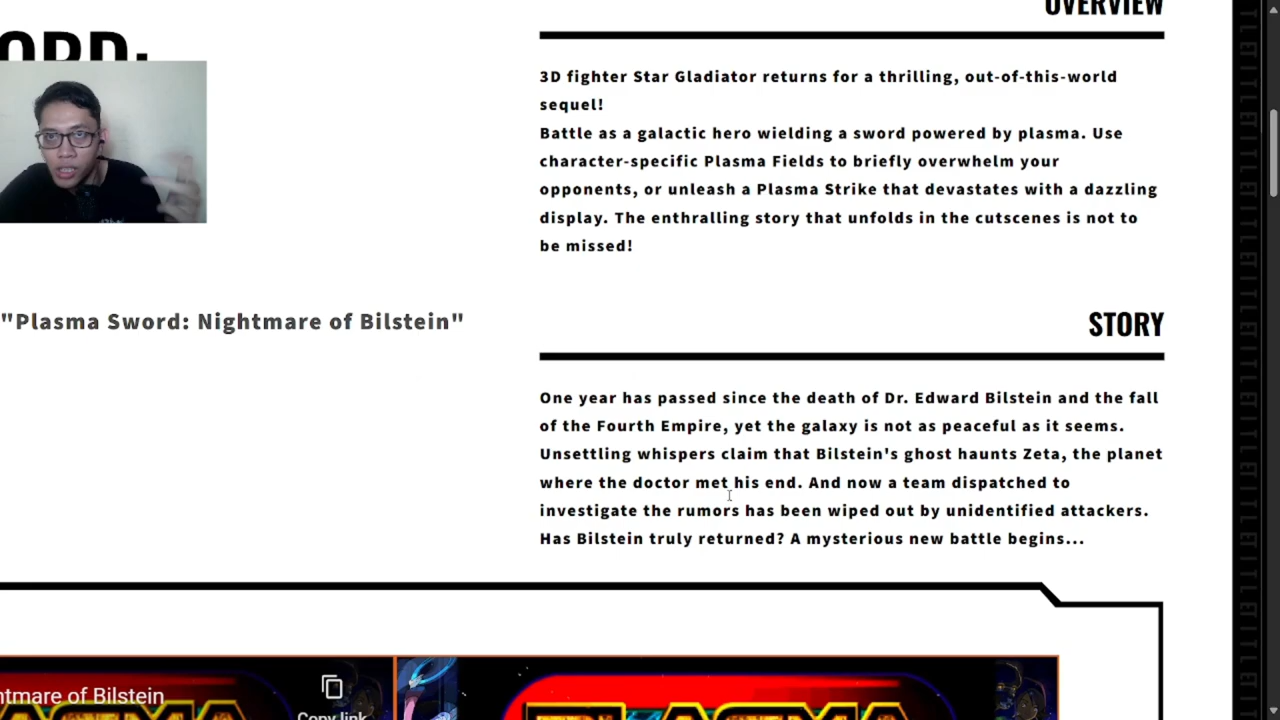 OVERVIEW
ORD:
3D fighter Star Gladiator returns for a thrilling, out-of-this-world
sequel!
Battle as a galactic hero wielding a sword powered by plasma. Use
character-specific Plasma Fields to briefly overwhelm your
opponents, or unleash a Plasma Strike that devastates with a dazzling
display. The enthralling story that unfolds in the cutscenes is not to
be missed!
"Plasma Sword: Nightmare of Bilstein"
STORY
One year has passed since the death of Dr. Edward Bilstein and the fall
of the Fourth Empire, yet the galaxy is not as peaceful as it seems.
Unsettling whispers claim that Bilstein's ghost haunts Zeta, the planet
where the doctor met his end. And now a team dispatched to
investigate the rumors has been wiped out by unidentified attackers.
Has Bilstein truly returned? A mysterious new battle begins...
ntmare of Bilstein
Copy link
PLASMA